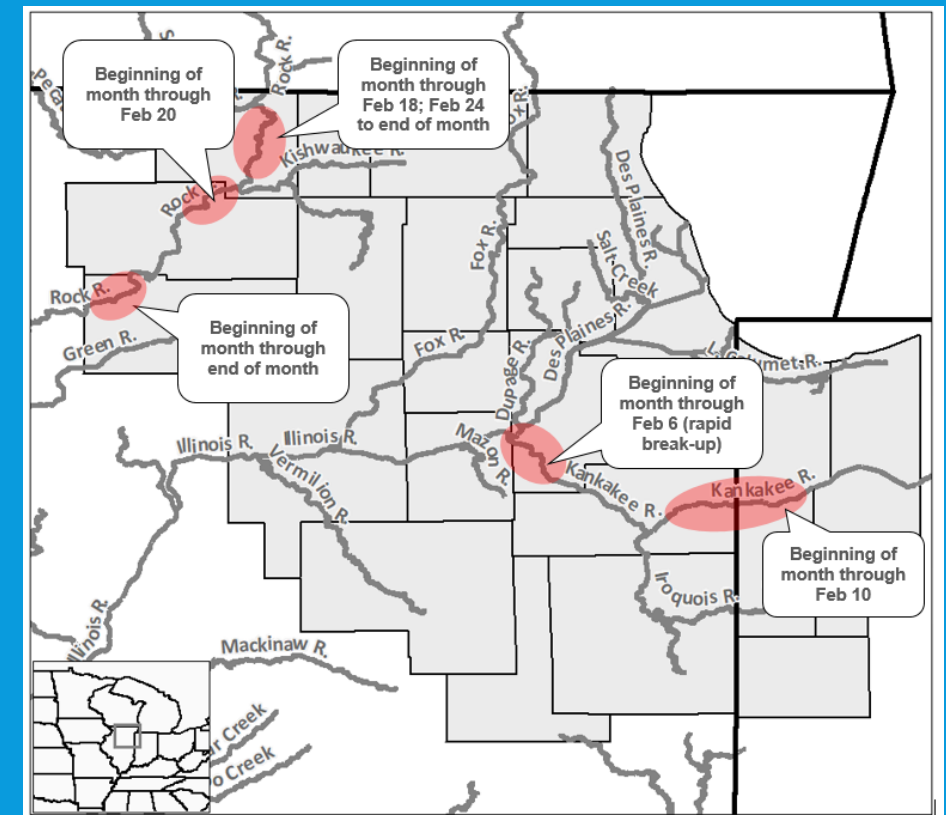 Beginning of
month through
Feb 20
Beginning of
month through
Feb 18; Feb 24
to end of month
Rock R.
Kishwaukee R.
Rock
Fox R.
Des Plaines R.
Salt Creek
Fox R.
Rock R.
Green R.
Beginning of
month through
end of month
Fox R.
Dupage R.
Des Plaines R.
Beginning of
month through
Feb 6 (rapid
break-up)
Illinois R.
Illinois R.
Vermilion R.
Mazon R.
Kankakee R.
Kankakee R.
Beginning of
month through
Feb 10
Iroquois R.
Illinois R.
Mackinaw R.
Creek
Creek